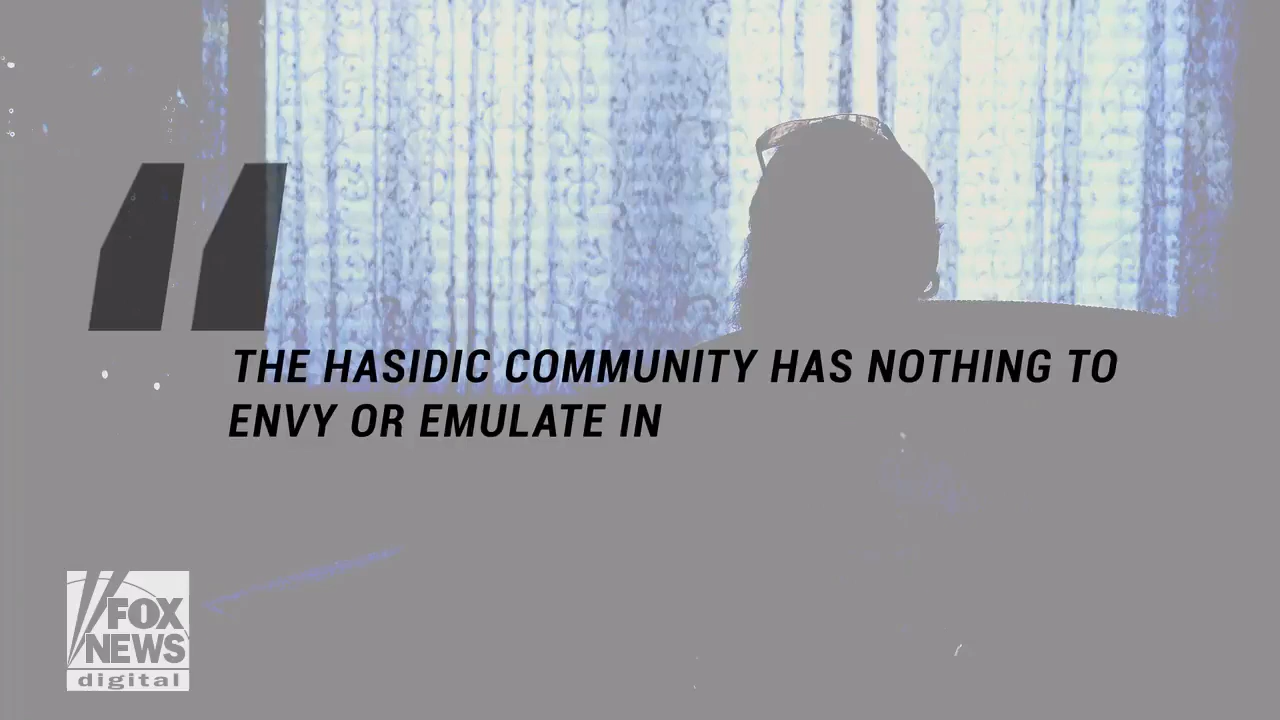 “
THE HASIDIC COMMUNITY HAS NOTHING TO
ENVY OR EMULATE IN
FOX
NEWS
digital